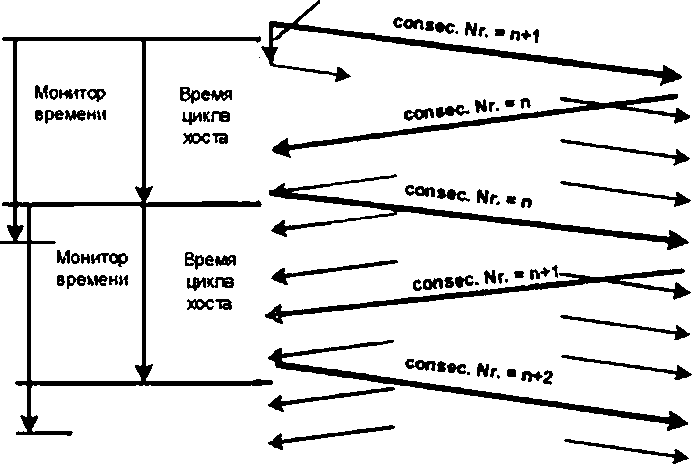 consec. Nr. = n+1
Монитор
времени
Время
цикла
хоста
consec. Nr. = n
consec. Nr. = n
Монитор
времени
Время
цикла
хоста
consec. Nr. = n+1
consec. Nr. = n+2